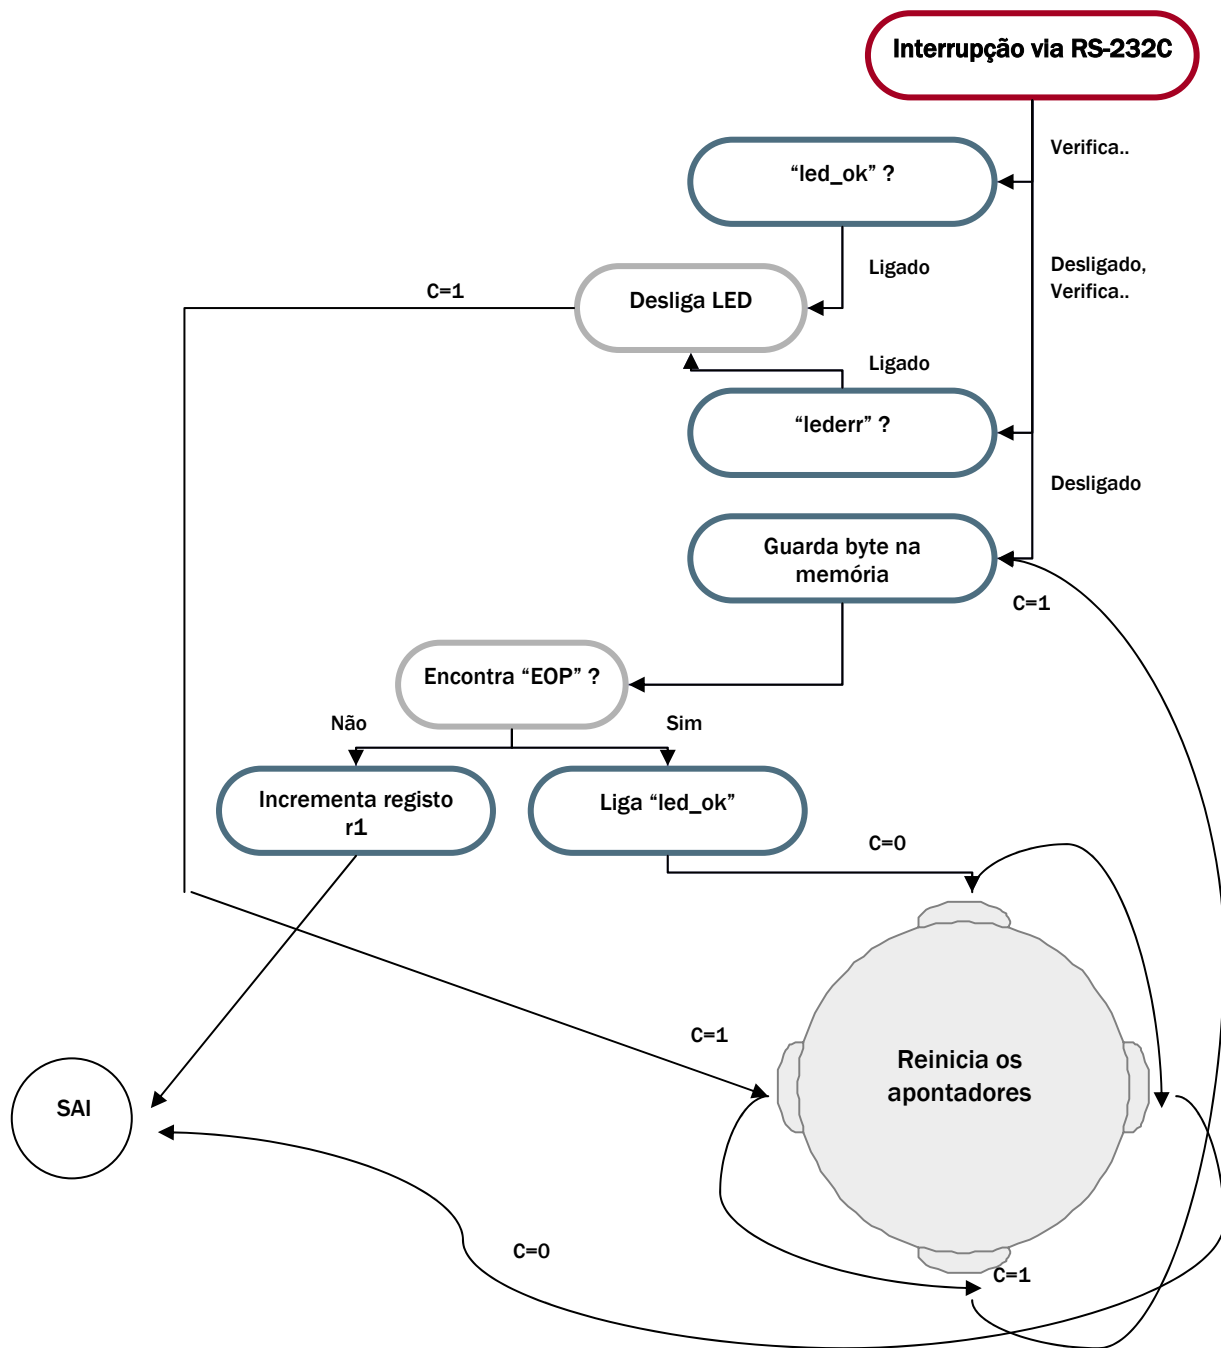 Interrupção via RS-232C
Verifica..
“led_ok” ?
Desligado,
Verifica..
Ligado
C=1
Desliga LED
Ligado
“lederr” ?
Desligado
Guarda byte na
memória
C=1
Encontra “EOP” ?
Não
Sim
Incrementa registo
r1
Liga “led_ok”
C=0
C=1
Reinicia os
apontadores
SAI
C=0
C=1